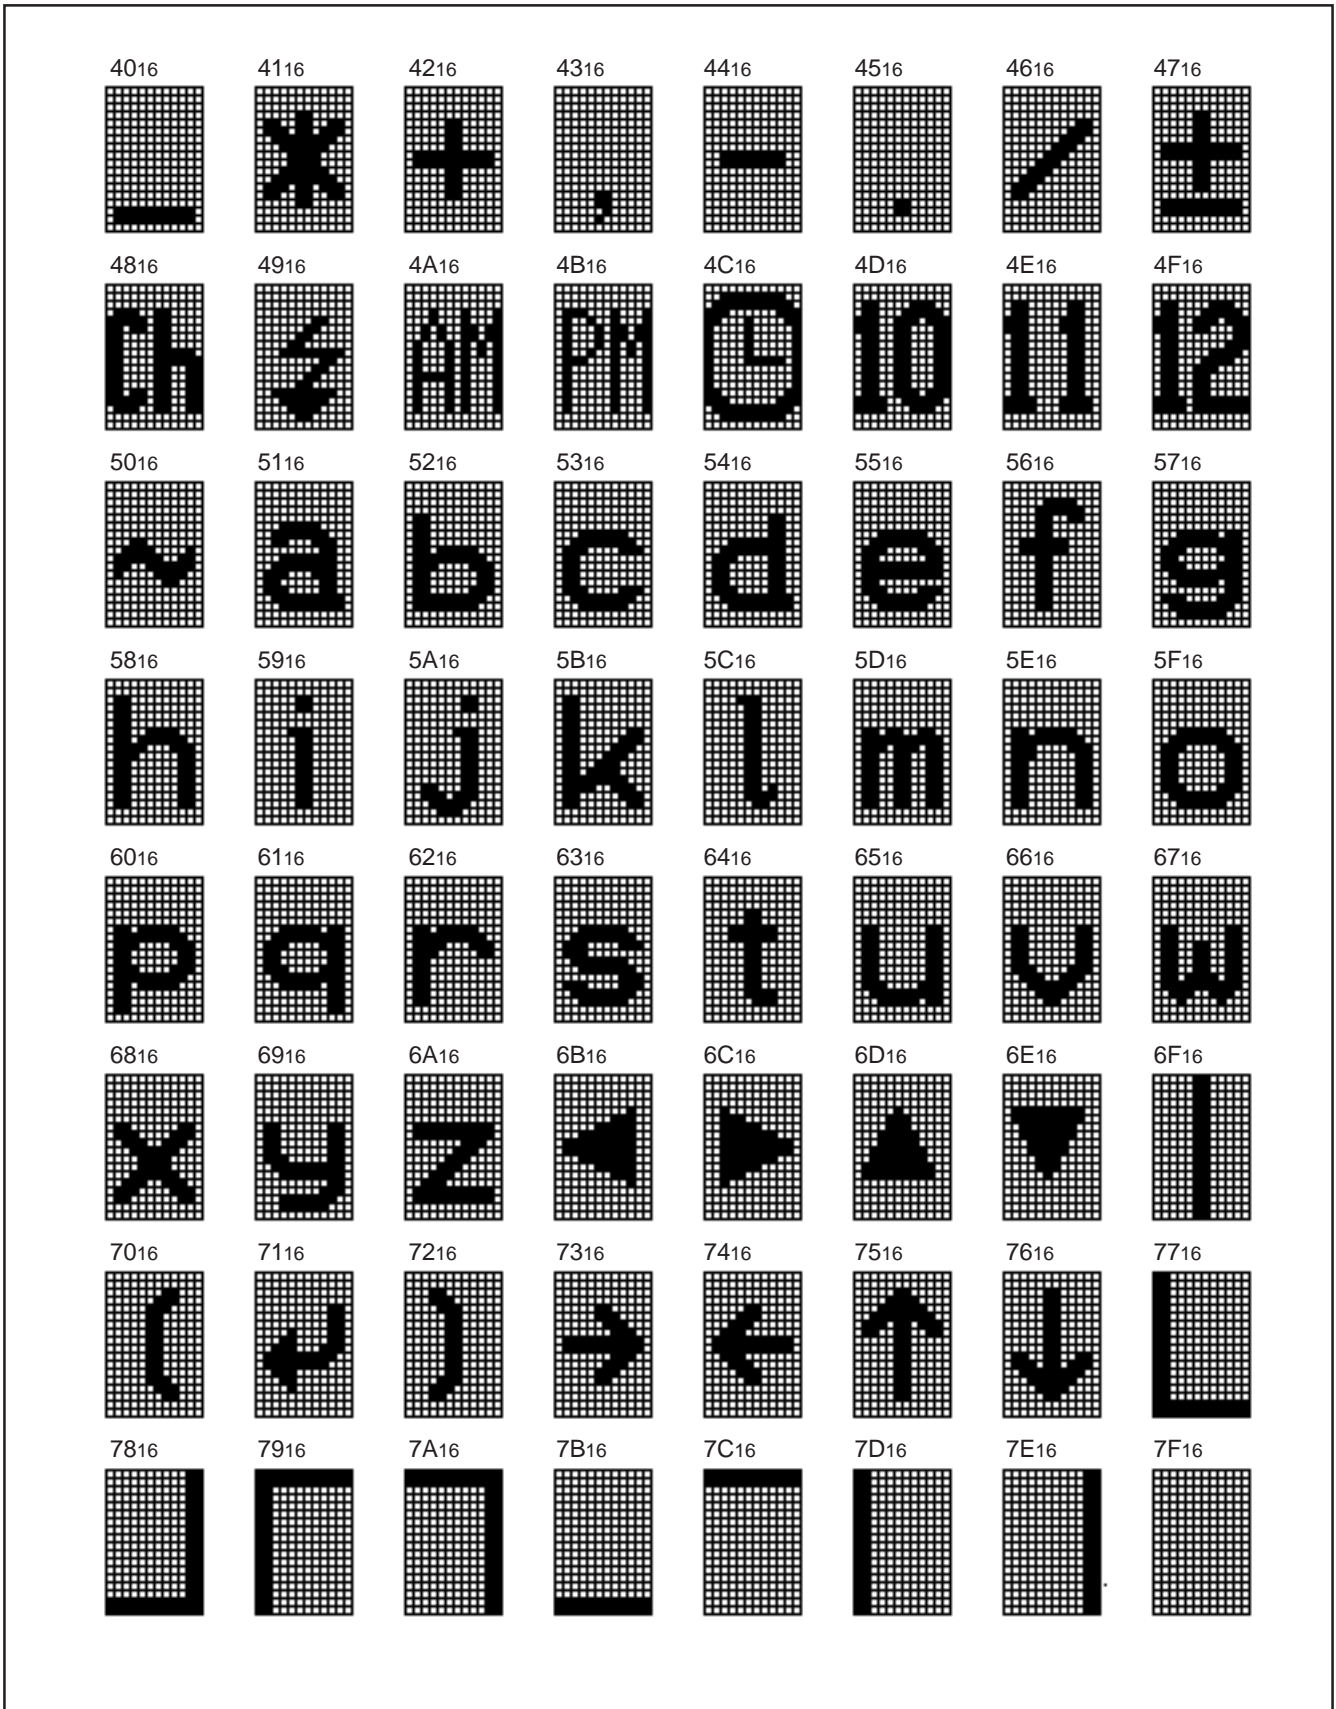 4016 4116 4216 4316 4416 4516 4616 4716
_ * + , - . / ±
4816 4916 4A16 4B16 4C16 4D16 4E16 4F16
Ch AM PM 10 11 12
5016 5116 5216 5316 5416 5516 5616 5716
~ a b c d e f g
5816 5916 5A16 5B16 5C16 5D16 5E16 5F16
h i j k l m n o
6016 6116 6216 6316 6416 6516 6616 6716
p q r s t u v w
6816 6916 6A16 6B16 6C16 6D16 6E16 6F16
x y z ◀ ▶ ▲ ▼ |
7016 7116 7216 7316 7416 7516 7616 7716
( ↲ ) → ← ↑ ↓
7816 7916 7A16 7B16 7C16 7D16 7E16 7F16